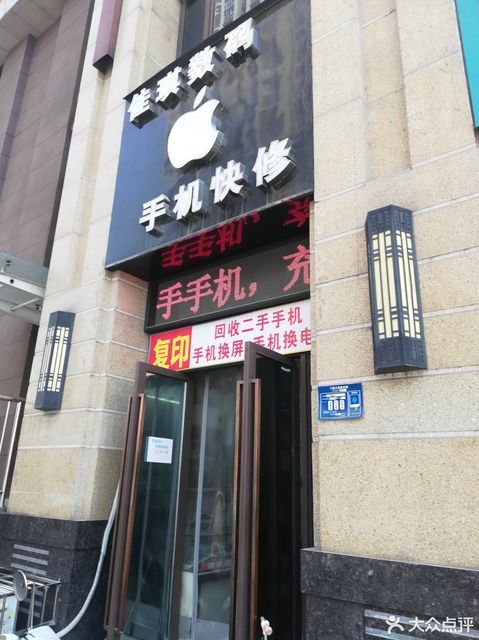 佳琪数码
手机快修
手手机，充
复印
回收二手手机
手机换屏 手机换电
大众点评